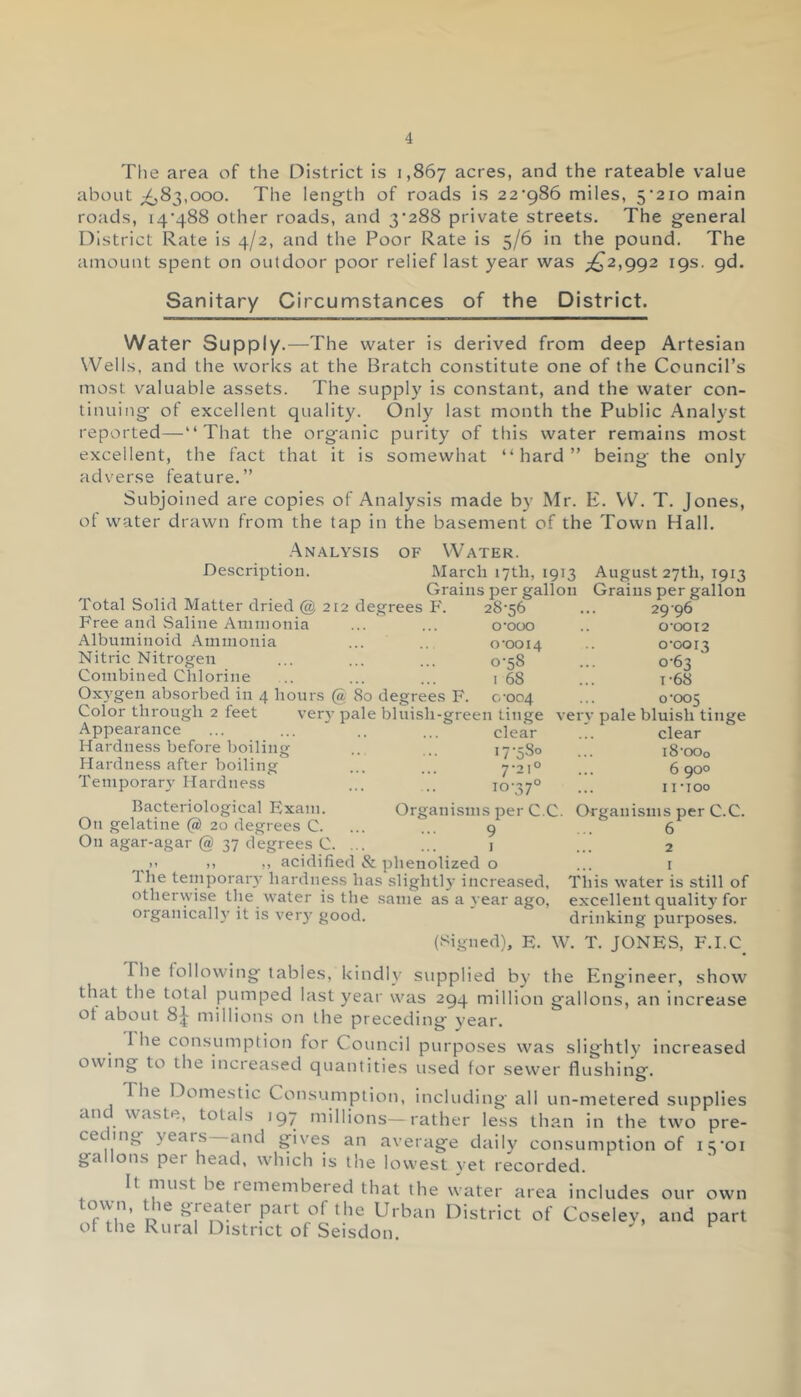 4
The area of the District is 1,867 acres, and the rateable value
about £83,000. The length of roads is 22·986 miles, 5·210 main
roads, 14·488 other roads, and 3·288 private streets. The general
District Rate is 4/2, and the Poor Rate is 5/6 in the pound. The
amount spent on outdoor poor relief last year was £2,992 19s. 9d.
Sanitary Circumstances of the District.
Water Supply.—The water is derived from deep Artesian
Wells, and the works at the Bratch constitute one of the Council's
most valuable assets. The supply is constant, and the water con-
tinuing of excellent quality. Only last month the Public Analyst
reported—"That the organic purity of this water remains most
excellent, the fact that it is somewhat "hard" being the only
adverse feature."
Subjoined are copies of Analysis made by Mr. E. W. T. Jones,
of water drawn from the tap in the basement of the Town Hall.
Analysis of Water.
Description. March 17th, 1913 August 27th, 1913
Grains per gallon Grains per gallon
Total Solid Matter dried @ 212 degrees F. 28·56 ... 29·96
Free and Saline Ammonia ... ... 0·000 .. 0·0012
Albuminoid Ammonia ... .. 0·0014 .. 0·0013
Nitric Nitrogen ... ... ... 0·58 ... 0·63
Combined Chlorine .. ... ... 1 68 ... 1·68
Oxygen absorbed in 4 hours @ 80 degrees F. 0·004 ... 0·005
Color through 2 feet very pale bluish-green tinge very pale bluish tinge
Appearance ... ... .. ... clear ... clear
Hardness before boiling .. .. 17·58° ... 18·00°
Hardness after boiling ... ... 7·21° ... 6 90°
Temporary Hardness ... .. 10·37° ... 11·10°
Bacteriological Exam. Organisms per C.C. Organisms per C.C.
On gelatine @ 20 degrees C. ... ... 9 ... 6
On agar-agar @ 37 degrees C. ... ... 1 ... 2
,, ,, ,, acidified & phenolized 0 ... 1
The temporary hardness has slightly increased, This water is still of
otherwise the water is the same as a year ago, excellent quality for
organically it is very good. drinking purposes.
(Signed), E. W. T. JONES, F.I.C.
The following tables, kindly supplied by the Engineer, show
that the total pumped last year was 294 million gallons, an increase
of about 8¼ millions on the preceding year.
The consumption for Council purposes was slightly increased
owing to the increased quantities used for sewer flushing.
The Domestic Consumption, including all un-metered supplies
and waste, totals 197 millions—rather less than in the two pre-
ceding years—and gives an average daily consumption of 15·01
gallons per head, which is the lowest yet recorded.
It must be remembered that the water area includes our own
town, the greater part of the Urban District of Coseley, and part
of the Rural District of Seisdon.